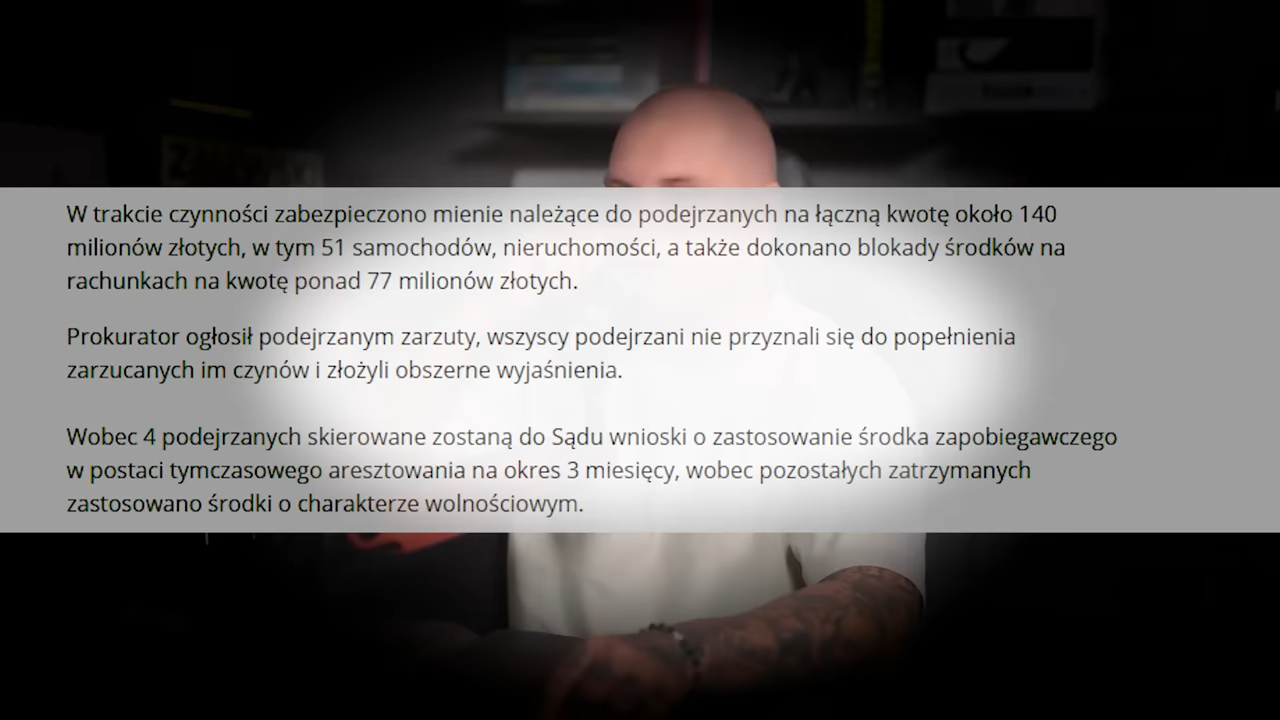 W trakcie czynności zabezpieczono mienie należące do podejrzanych na łączną kwotę około 140
milionów złotych, w tym 51 samochodów, nieruchomości, a także dokonano blokady środków na
rachunkach na kwotę ponad 77 milionów złotych.
Prokurator ogłosił podejrzanym zarzuty, wszyscy podejrzani nie przyznali się do popełnienia
zarzucanych im czynów i złożyli obszerne wyjaśnienia.
Wobec 4 podejrzanych skierowane zostaną do Sądu wnioski o zastosowanie środka zapobiegawczego
w postaci tymczasowego aresztowania na okres 3 miesięcy, wobec pozostałych zatrzymanych
zastosowano środki o charakterze wolnościowym.